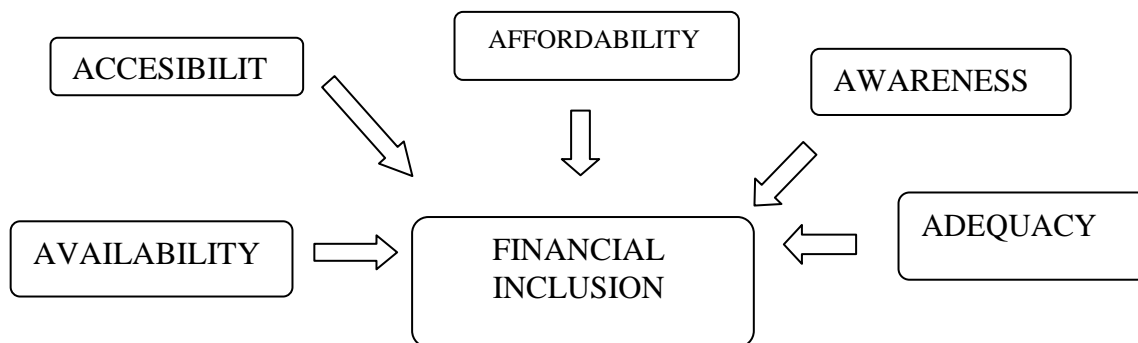 AFFORDABILITY
ACCESIBILIT
AWARENESS
ADEQUACY
AVAILABILITY
FINANCIAL
INCLUSION